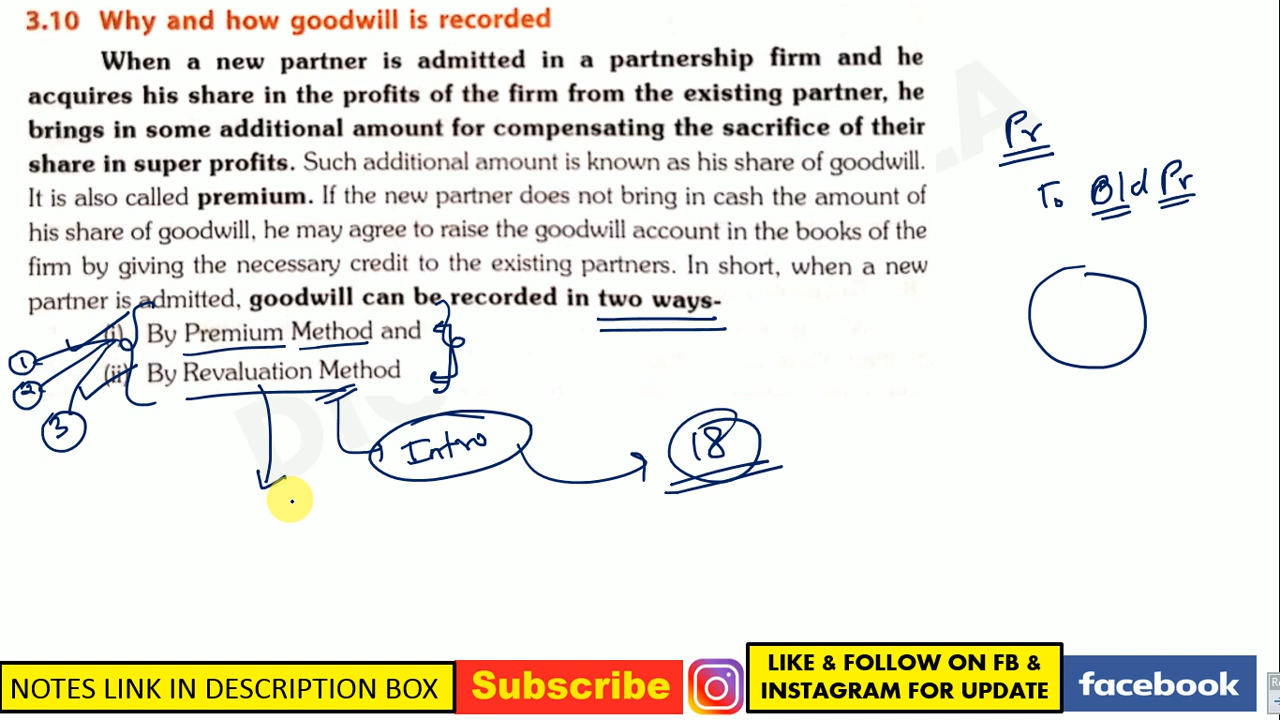 3.10 Why and how goodwill is recorded
When a new partner is admitted in a partnership firm and he
acquires his share in the profits of the firm from the existing partner, he
brings in some additional amount for compensating the sacrifice of their
share in super profits. Such additional amount is known as his share of goodwill.
It is also called premium. If the new partner does not bring in cash the amount of
his share of goodwill, he may agree to raise the goodwill account in the books of the
firm by giving the necessary credit to the existing partners. In short, when a new
partner is admitted, goodwill can be recorded in two ways-
(i) By Premium Method and
(ii) By Revaluation Method
1
2
3
Intro
18
Pr
To Old Pr
NOTES LINK IN DESCRIPTION BOX
Subscribe
LIKE & FOLLOW ON FB &
INSTAGRAM FOR UPDATE
facebook